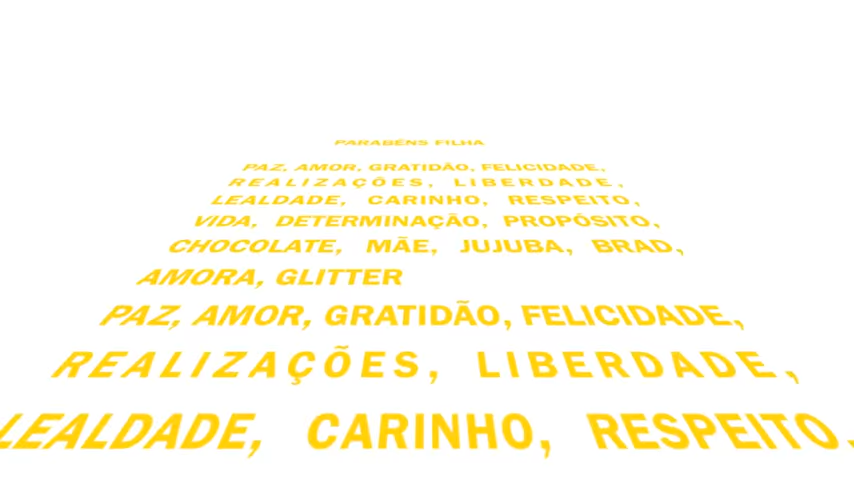 PARABÉNS FILHA
PAZ, AMOR, GRATIDÃO, FELICIDADE,
REALIZAÇÕES, LIBERDADE,
LEALDADE, CARINHO, RESPEITO,
VIDA, DETERMINAÇÃO, PROPÓSITO,
CHOCOLATE, MÃE, JUJUBA, BRAD,
AMORA, GLITTER
PAZ, AMOR, GRATIDÃO, FELICIDADE,
REALIZAÇÕES, LIBERDADE,
LEALDADE, CARINHO, RESPEITO,